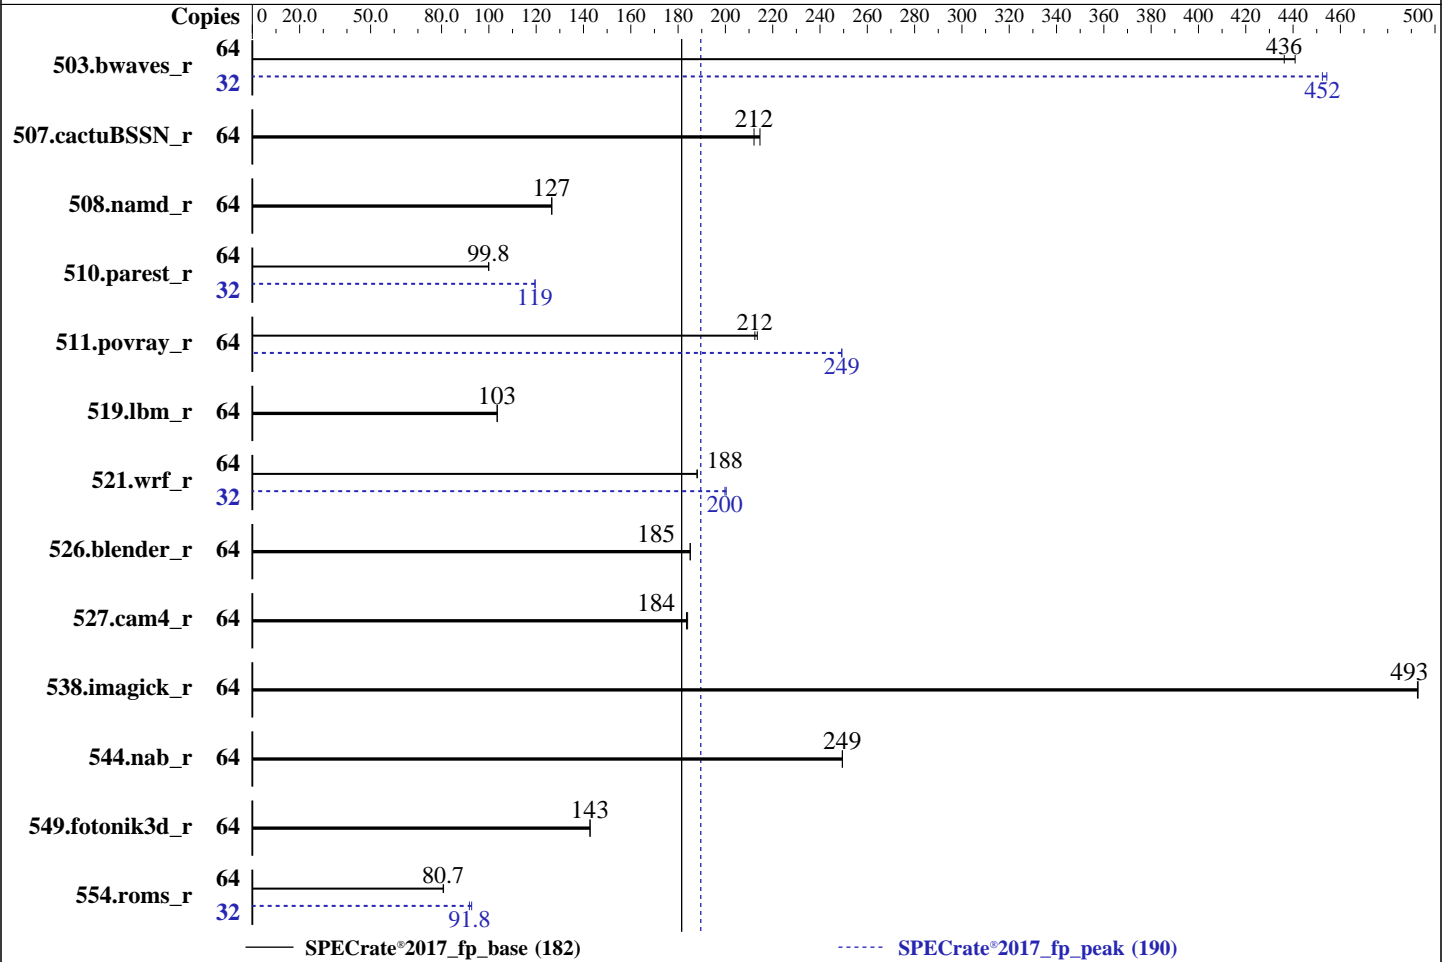 Copies 0 20.0 50.0 80.0 100 120 140 160 180 200 220 240 260 280 300 320 340 360 380 400 420 440 460 500
503.bwaves_r 64 436
32 452
507.cactuBSSN_r 64 212
508.namd_r 64 127
510.parest_r 64 99.8
32 119
511.povray_r 64 212
249
519.lbm_r 64 103
521.wrf_r 64 188
32 200
526.blender_r 64 185
527.cam4_r 64 184
538.imagick_r 64 493
544.nab_r 64 249
549.fotonik3d_r 64 143
554.roms_r 64 80.7
32 91.8
SPECrate®2017_fp_base (182) SPECrate®2017_fp_peak (190)